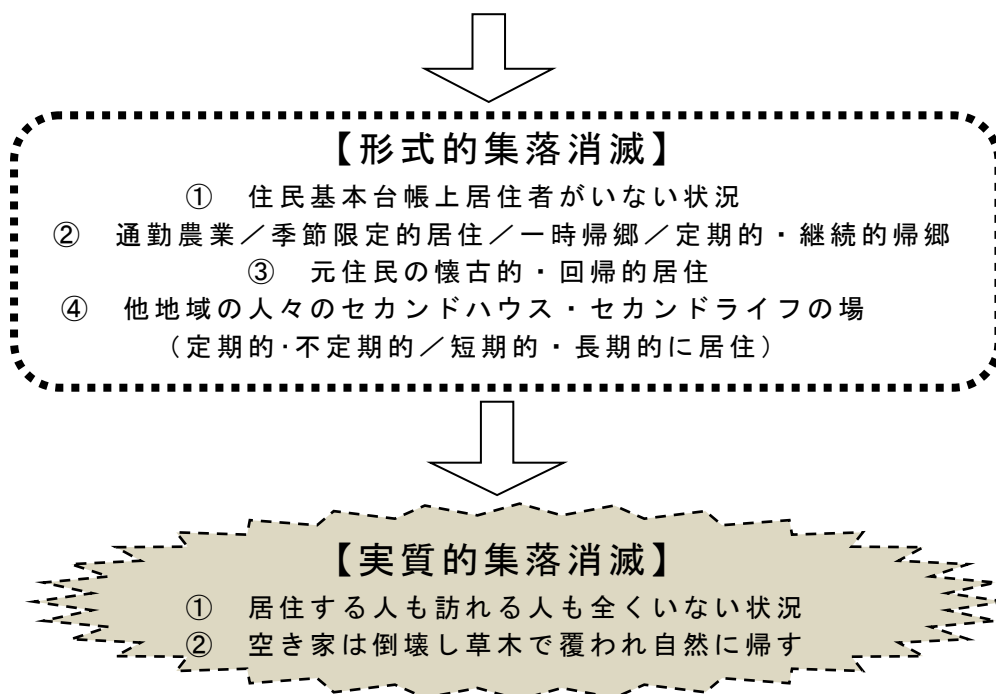 【形式的集落消滅】
① 住民基本台帳上居住者がいない状況
② 通勤農業／季節限定的居住／一時帰郷／定期的・継続的帰郷
③ 元住民の懐古的・回帰的居住
④ 他地域の人々のセカンドハウス・セカンドライフの場
（定期的･不定期的／短期的・長期的に居住）
【実質的集落消滅】
① 居住する人も訪れる人も全くいない状況
② 空き家は倒壊し草木で覆われ自然に帰す